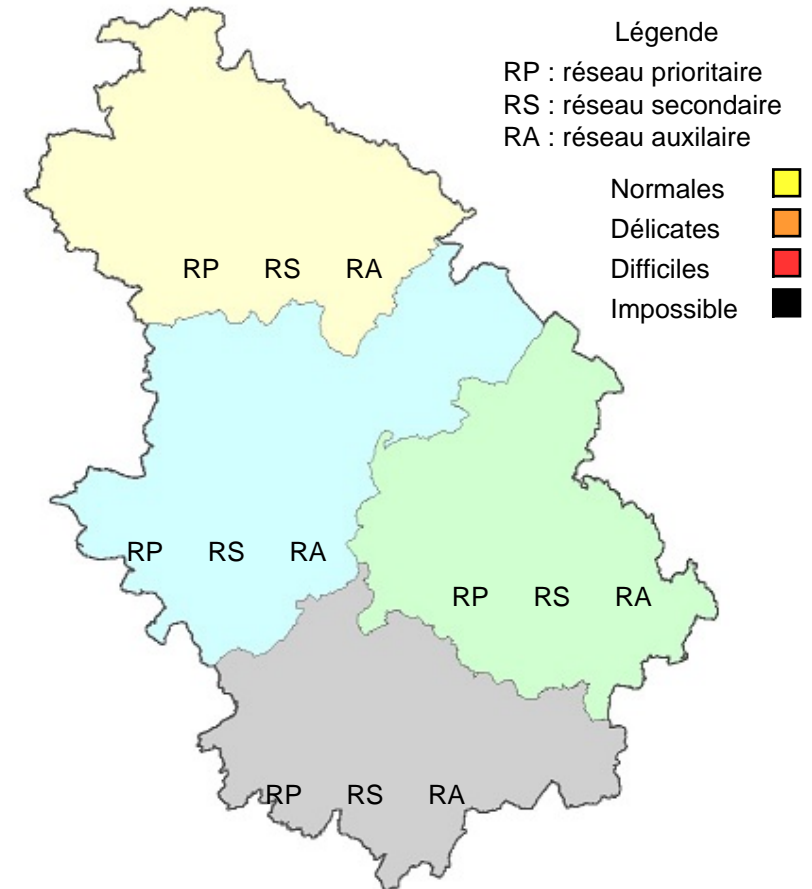 Légende
RP : réseau prioritaire
RS : réseau secondaire
RA : réseau auxilaire
Normales
Délicates
Difficiles
Impossible
RP RS RA
RP RS RA
RP RS RA
RP RS RA